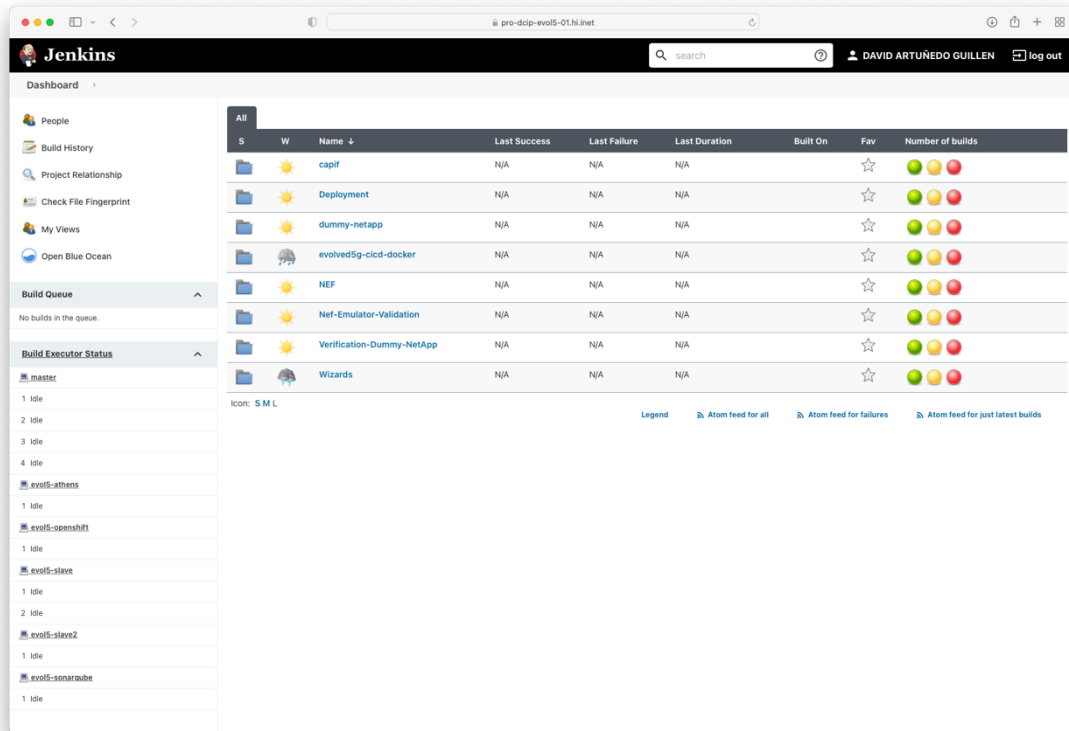 pro-dcip-evol5-01.hi.inet
Jenkins
search
DAVID ARTUÑEDO GUILLEN
log out
Dashboard
People
Build History
Project Relationship
Check File Fingerprint
My Views
Open Blue Ocean
Build Queue
No builds in the queue.
Build Executor Status
master
1 Idle
2 Idle
3 Idle
4 Idle
evol5-athens
1 Idle
evol5-openshift
1 Idle
evol5-slave
1 Idle
2 Idle
evol5-slave2
1 Idle
evol5-sonarqube
1 Idle
All
S W Name ↓ Last Success Last Failure Last Duration Built On Fav Number of builds
capif N/A N/A N/A
Deployment N/A N/A N/A
dummy-netapp N/A N/A N/A
evolved5g-cicd-docker N/A N/A N/A
NEF N/A N/A N/A
Nef-Emulator-Validation N/A N/A N/A
Verification-Dummy-NetApp N/A N/A N/A
Wizards N/A N/A N/A
Icon: S M L
Legend Atom feed for all Atom feed for failures Atom feed for just latest builds